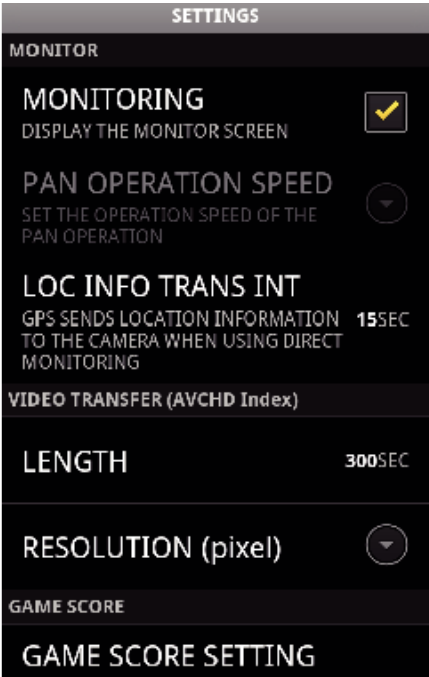 SETTINGS
MONITOR
MONITORING
DISPLAY THE MONITOR SCREEN
PAN OPERATION SPEED
SET THE OPERATION SPEED OF THE
PAN OPERATION
LOC INFO TRANS INT
GPS SENDS LOCATION INFORMATION 15SEC
TO THE CAMERA WHEN USING DIRECT
MONITORING
VIDEO TRANSFER (AVCHD Index)
LENGTH 300SEC
RESOLUTION (pixel)
GAME SCORE
GAME SCORE SETTING